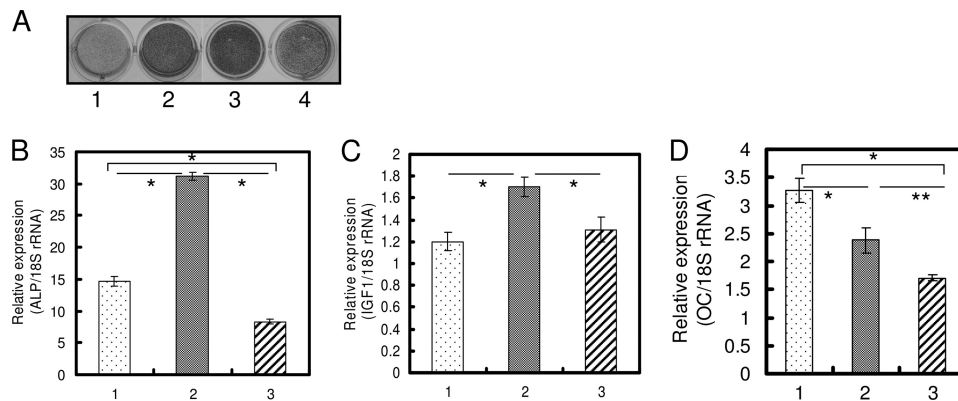 A
1 2 3 4
B
Relative expression
(ALP/18S rRNA)
35
30
25
20
15
10
5
0
*
* *
1 2 3
C
Relative expression
(IGF1/18S rRNA)
2
1.8
1.6
1.4
1.2
1
0.8
0.6
0.4
0.2
0
* *
1 2 3
D
Relative expression
(OC/18S rRNA)
4
3.5
3
2.5
2
1.5
1
0.5
0
*
* **
1 2 3